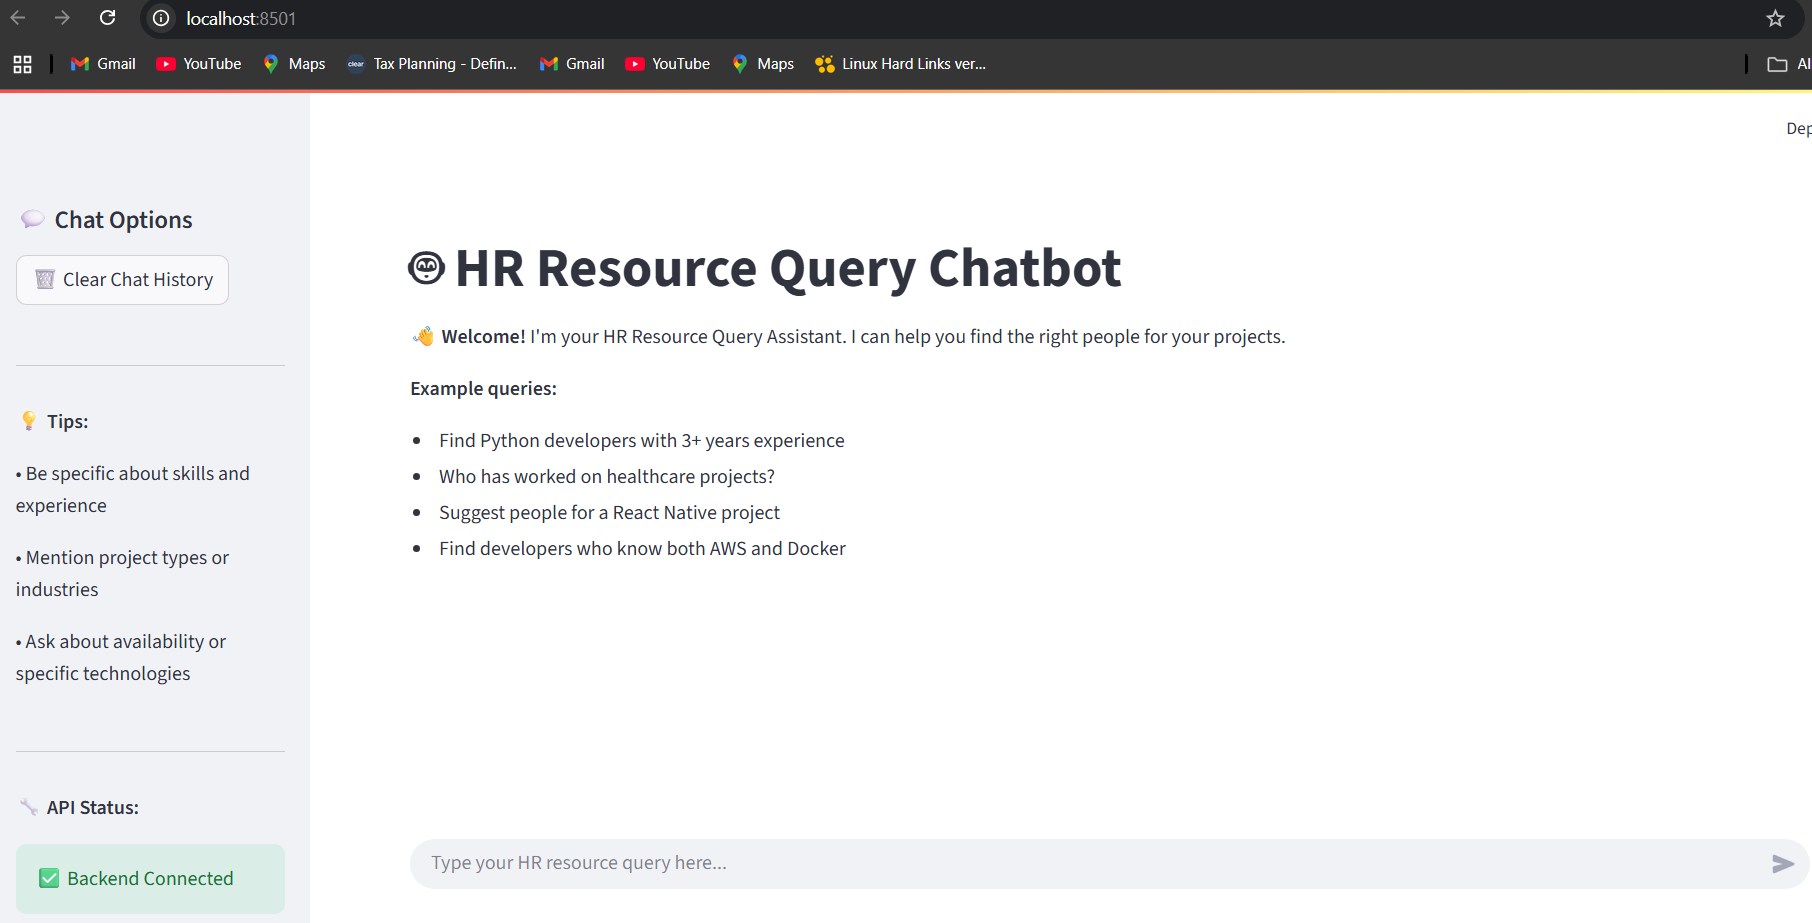 localhost:8501
Gmail YouTube Maps clear Tax Planning - Defin... Gmail YouTube Maps Linux Hard Links ver...
Chat Options
Clear Chat History
Tips:
• Be specific about skills and
experience
• Mention project types or
industries
• Ask about availability or
specific technologies
API Status:
Backend Connected
HR Resource Query Chatbot
Welcome! I'm your HR Resource Query Assistant. I can help you find the right people for your projects.
Example queries:
• Find Python developers with 3+ years experience
• Who has worked on healthcare projects?
• Suggest people for a React Native project
• Find developers who know both AWS and Docker
Type your HR resource query here...